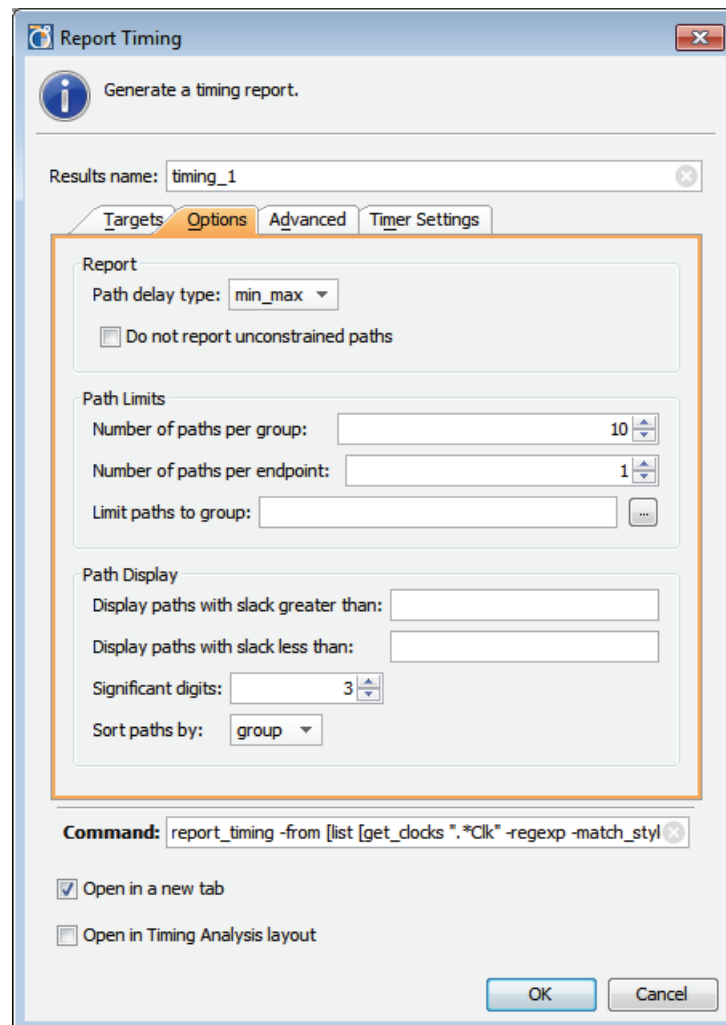 Report Timing
Generate a timing report.
Results name: timing_1
Targets Options Advanced Timer Settings
Report
Path delay type: min_max
Do not report unconstrained paths
Path Limits
Number of paths per group: 10
Number of paths per endpoint: 1
Limit paths to group: ...
Path Display
Display paths with slack greater than:
Display paths with slack less than:
Significant digits: 3
Sort paths by: group
Command: report_timing -from [list [get_clocks ".*Clk" -regexp -match_styl
Open in a new tab
Open in Timing Analysis layout
OK Cancel